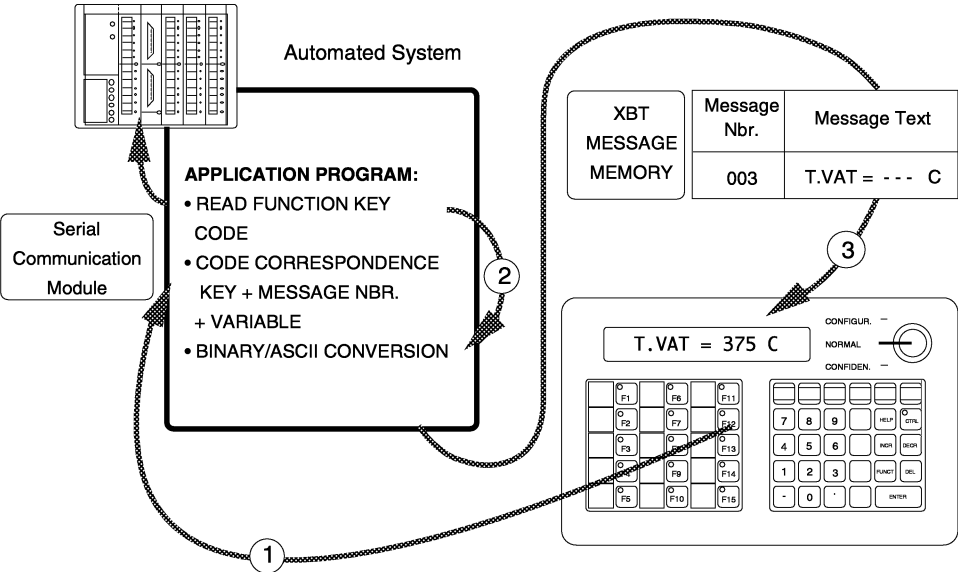 Automated System
APPLICATION PROGRAM:
• READ FUNCTION KEY
CODE
• CODE CORRESPONDENCE
KEY + MESSAGE NBR.
+ VARIABLE
• BINARY/ASCII CONVERSION
Serial
Communication
Module
1
2
3
XBT
MESSAGE
MEMORY
Message
Nbr.
Message Text
003
T.VAT = - - - C
T.VAT = 375 C
CONFIGUR.
NORMAL
CONFIDEN.
F1 F6 F11
F2 F7 F12
F3 F13
F9 F14
F5 F10 F15
7 8 9 HELP CTRL
4 5 6 INCR DECR
1 2 3 FUNCT DEL
- 0 . ENTER